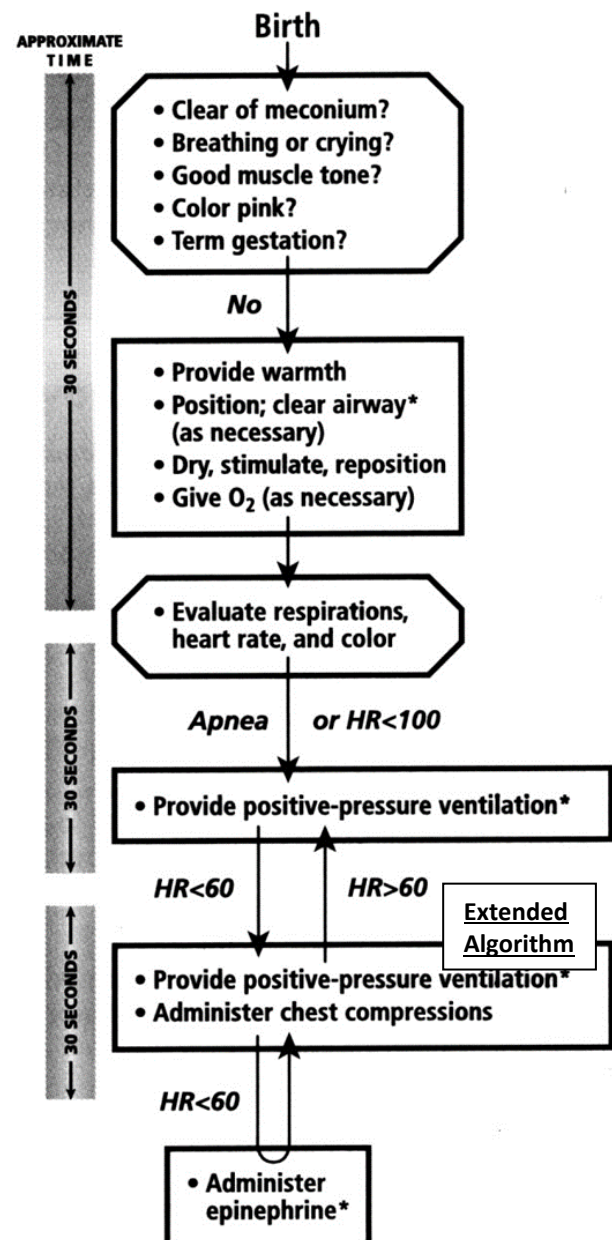 Birth
APPROXIMATE
TIME
• Clear of meconium?
• Breathing or crying?
• Good muscle tone?
• Color pink?
• Term gestation?
30 SECONDS
No
• Provide warmth
• Position; clear airway*
(as necessary)
• Dry, stimulate, reposition
• Give O₂ (as necessary)
• Evaluate respirations,
heart rate, and color
30 SECONDS
Apnea or HR<100
• Provide positive-pressure ventilation*
HR<60 HR>60
Extended
Algorithm
30 SECONDS
• Provide positive-pressure ventilation*
• Administer chest compressions
HR<60
• Administer
epinephrine*